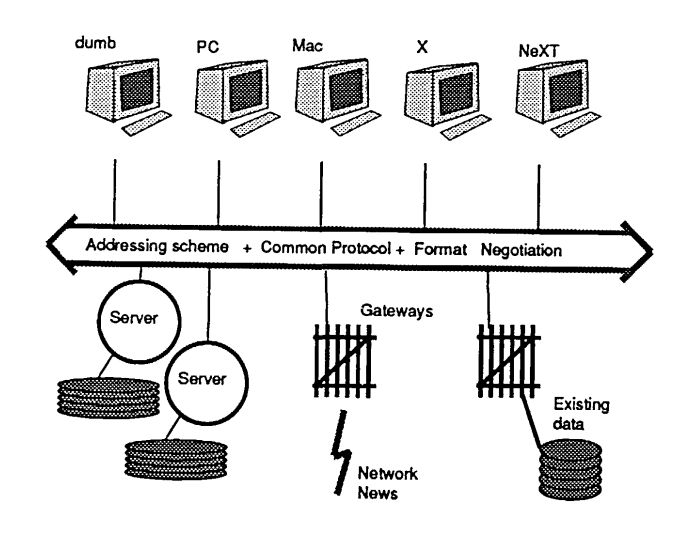 dumb
PC
Mac
X
NeXT
Addressing scheme + Common Protocol + Format Negotiation
Server
Gateways
Server
Existing
data
Network
News